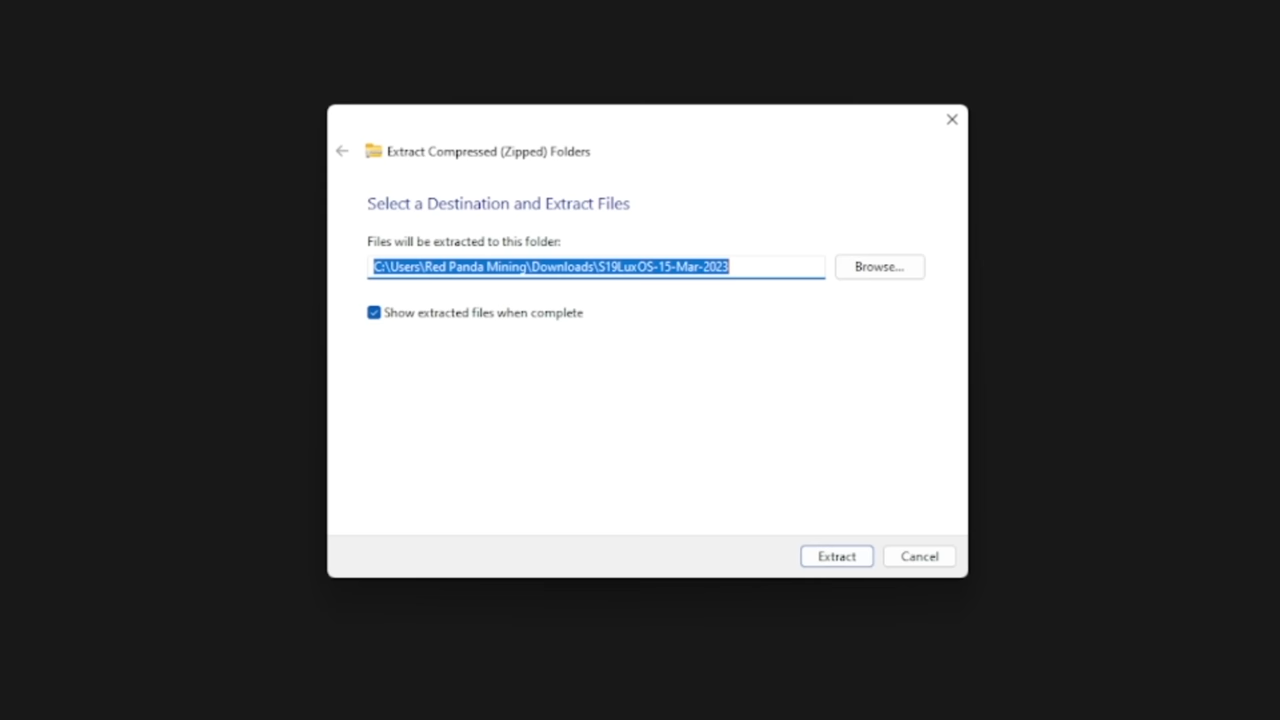 Extract Compressed (Zipped) Folders
Select a Destination and Extract Files
Files will be extracted to this folder:
C:\Users\Red Panda Mining\Downloads\S19LuxOS-15-Mar-2023
Browse...
Show extracted files when complete
Extract
Cancel